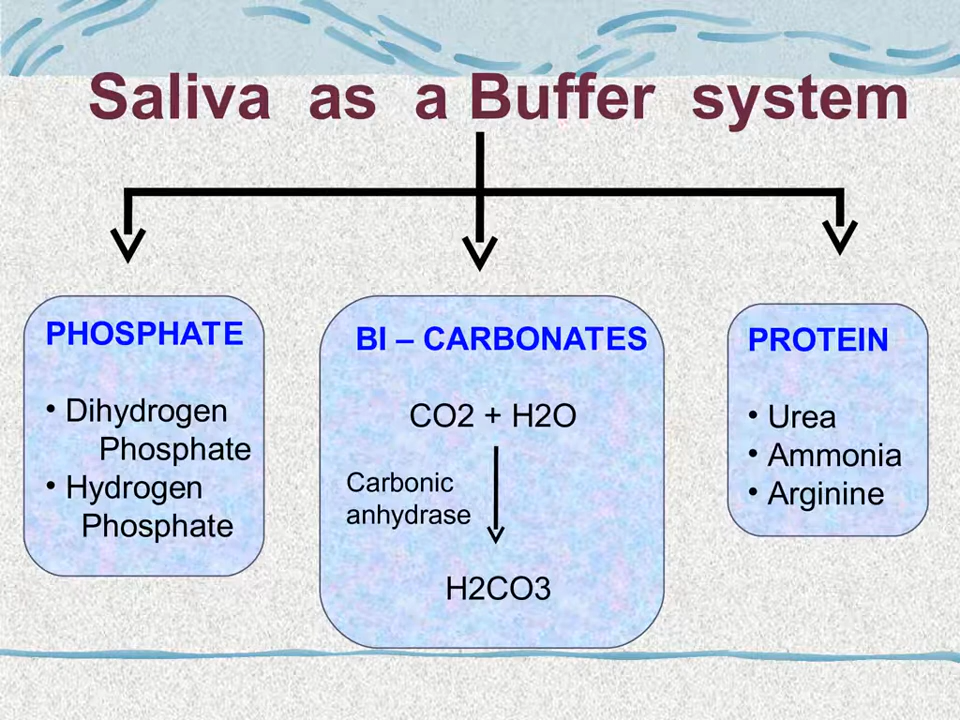 Saliva as a Buffer system
PHOSPHATE
• Dihydrogen
Phosphate
• Hydrogen
Phosphate
BI – CARBONATES
CO2 + H2O
Carbonic
anhydrase
H2CO3
PROTEIN
• Urea
• Ammonia
• Arginine